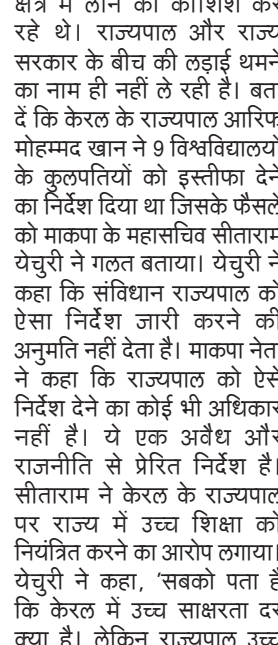 क्षेत्र में लाने की कोशिश कर
रहे थे। राज्यपाल और राज्य
सरकार के बीच की लड़ाई थमने
का नाम ही नहीं ले रही है। बता
दें कि केरल के राज्यपाल आरिफ
मोहम्मद खान ने 9 विश्वविद्यालयों
के कुलपतियों को इस्तीफा देने
का निर्देश दिया था जिसके फैसले
को माकपा के महासचिव सीताराम
येचुरी ने गलत बताया। येचुरी ने
कहा कि संविधान राज्यपाल को
ऐसा निर्देश जारी करने की
अनुमति नहीं देता है। माकपा नेता
ने कहा कि राज्यपाल को ऐसे
निर्देश देने का कोई भी अधिकार
नहीं है। ये एक अवैध और
राजनीति से प्रेरित निर्देश है।
सीताराम ने केरल के राज्यपाल
पर राज्य में उच्च शिक्षा को
नियंत्रित करने का आरोप लगाया।
येचुरी ने कहा, 'सबको पता है
कि केरल में उच्च साक्षरता दर
क्या है। लेकिन राज्यपाल उच्च